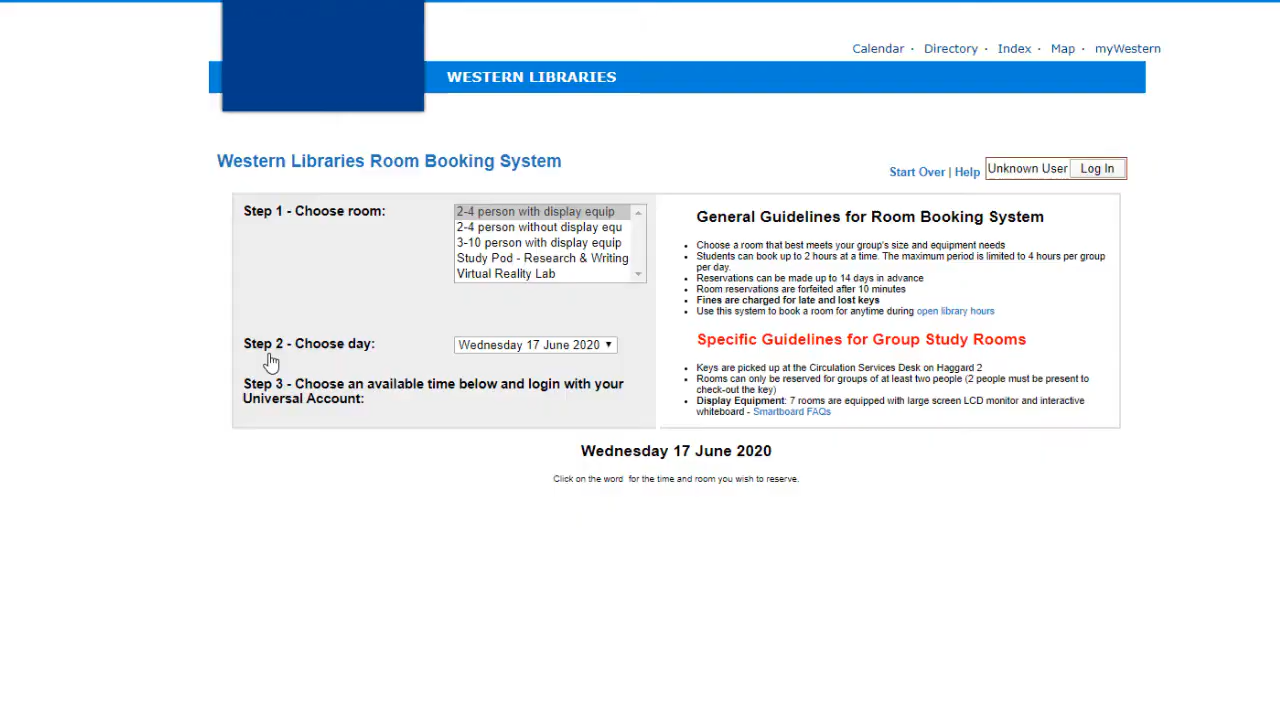 Calendar · Directory · Index · Map · myWestern
WESTERN LIBRARIES
Western Libraries Room Booking System
Start Over | Help
Unknown User
Log In
Step 1 - Choose room:
2-4 person with display equip
2-4 person without display equ
3-10 person with display equip
Study Pod - Research & Writing
Virtual Reality Lab
Step 2 - Choose day:
Wednesday 17 June 2020
Step 3 - Choose an available time below and login with your
Universal Account:
General Guidelines for Room Booking System
Choose a room that best meets your group's size and equipment needs
Students can book up to 2 hours at a time. The maximum period is limited to 4 hours per group
per day.
Reservations can be made up to 14 days in advance
Room reservations are forfeited after 10 minutes
Fines are charged for late and lost keys
Use this system to book a room for anytime during open library hours
Specific Guidelines for Group Study Rooms
Keys are picked up at the Circulation Services Desk on Haggard 2
Rooms can only be reserved for groups of at least two people (2 people must be present to
check-out the key)
Display Equipment: 7 rooms are equipped with large screen LCD monitor and interactive
whiteboard - Smartboard FAQs
Wednesday 17 June 2020
Click on the word for the time and room you wish to reserve.